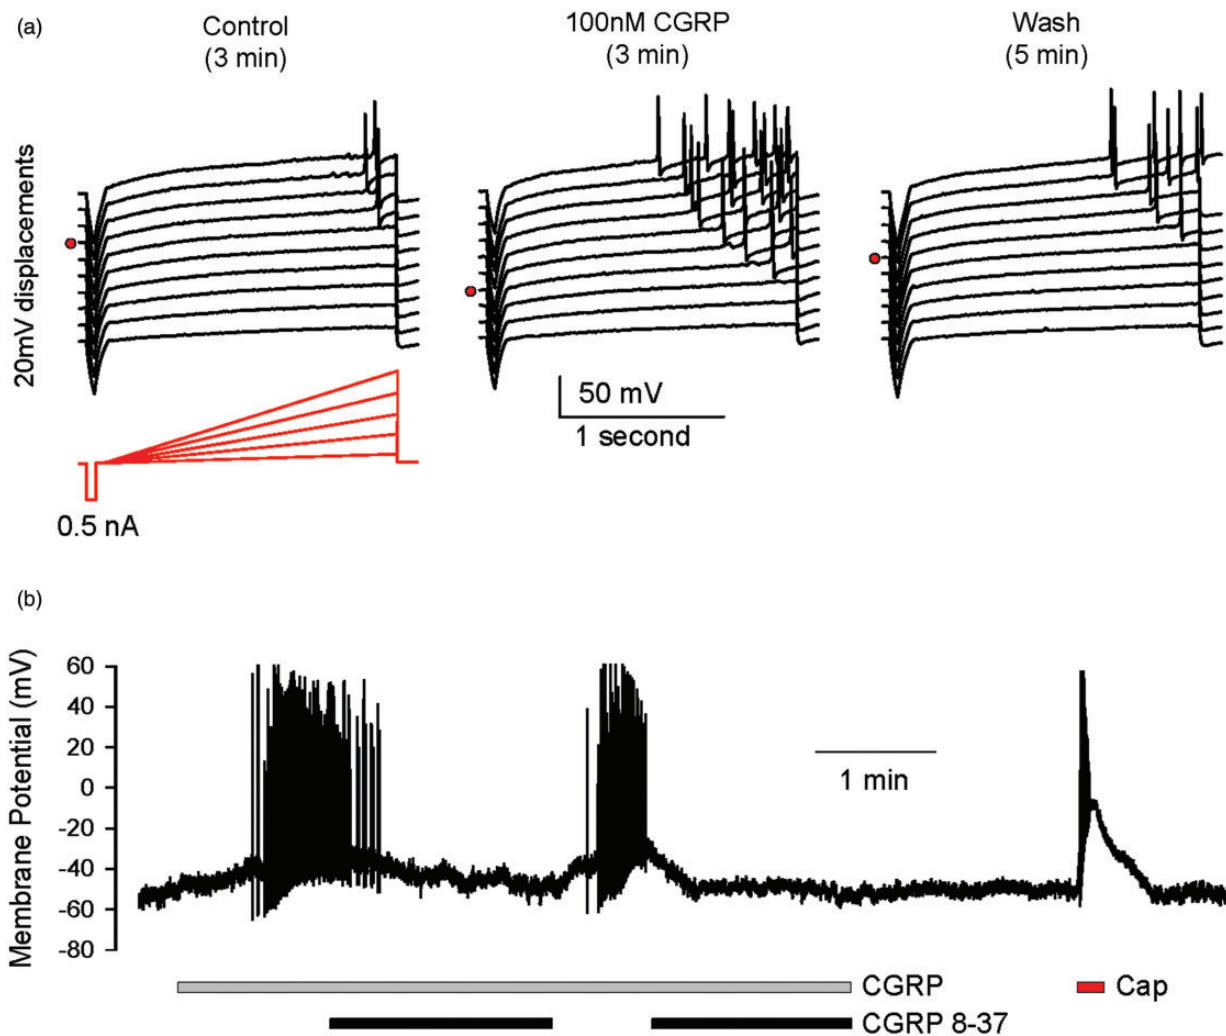 (a)
Control
(3 min)
100nM CGRP
(3 min)
Wash
(5 min)
20mV displacements
50 mV
1 second
0.5 nA
(b)
Membrane Potential (mV)
60
40
20
0
-20
-40
-60
-80
1 min
CGRP
Cap
CGRP 8-37